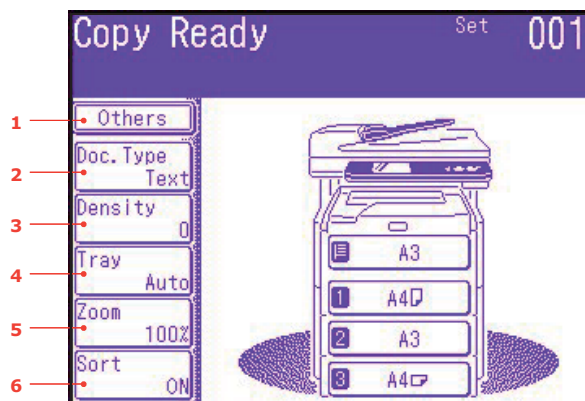 Copy Ready
Set
001
1
Others
2
Doc.Type
Text
3
Density
0
4
Tray
Auto
5
Zoom
100%
6
Sort
ON
A3
1
A4
2
A3
3
A4